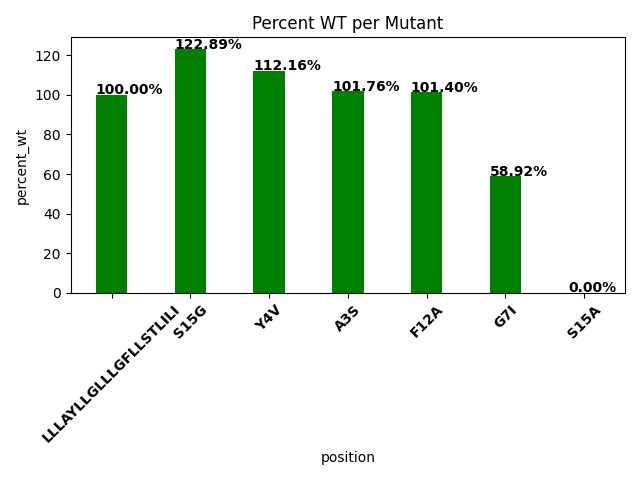 Percent WT per Mutant
percent_wt
120
100
80
60
40
20
0
100.00%
122.89%
112.16%
101.76%
101.40%
58.92%
0.00%
LLLAYLLGLLLGFLLSTLILI
S15G
Y4V
A3S
F12A
G7I
S15A
position